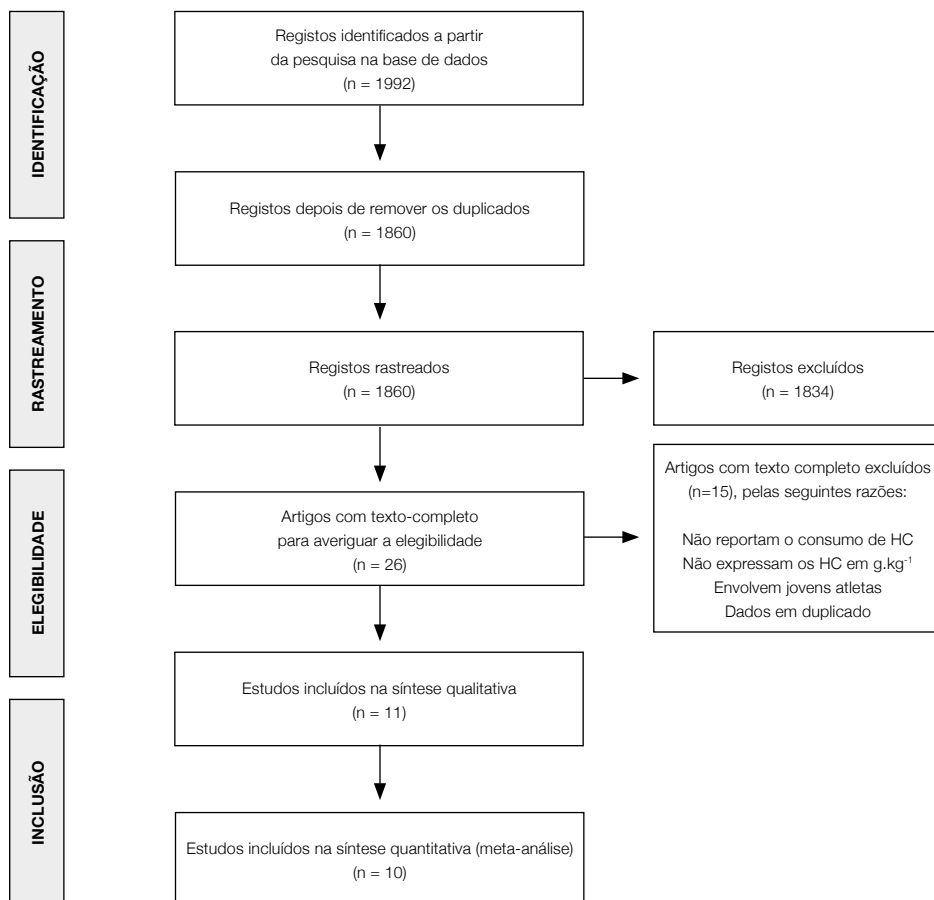 IDENTIFICAÇÃO
Registos identificados a partir
da pesquisa na base de dados
(n = 1992)
Registos depois de remover os duplicados
(n = 1860)
RASTREAMENTO
Registos rastreados
(n = 1860)
Registos excluídos
(n = 1834)
ELEGIBILIDADE
Artigos com texto-completo
para averiguar a elegibilidade
(n = 26)
Artigos com texto completo excluídos
(n=15), pelas seguintes razões:
Não reportam o consumo de HC
Não expressam os HC em g.kg⁻¹
Envolvem jovens atletas
Dados em duplicado
Estudos incluídos na síntese qualitativa
(n = 11)
INCLUSÃO
Estudos incluídos na síntese quantitativa (meta-análise)
(n = 10)